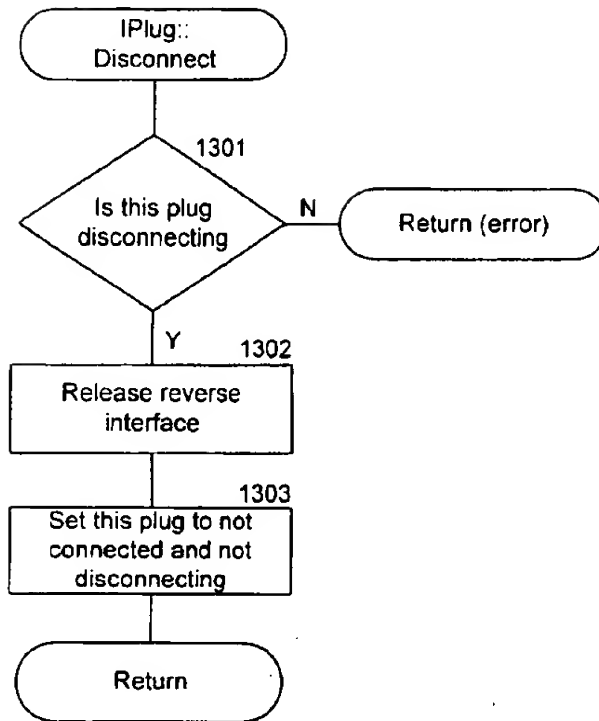 IPlug::
Disconnect
1301
Is this plug
disconnecting
N
Return (error)
Y
1302
Release reverse
interface
1303
Set this plug to not
connected and not
disconnecting
Return